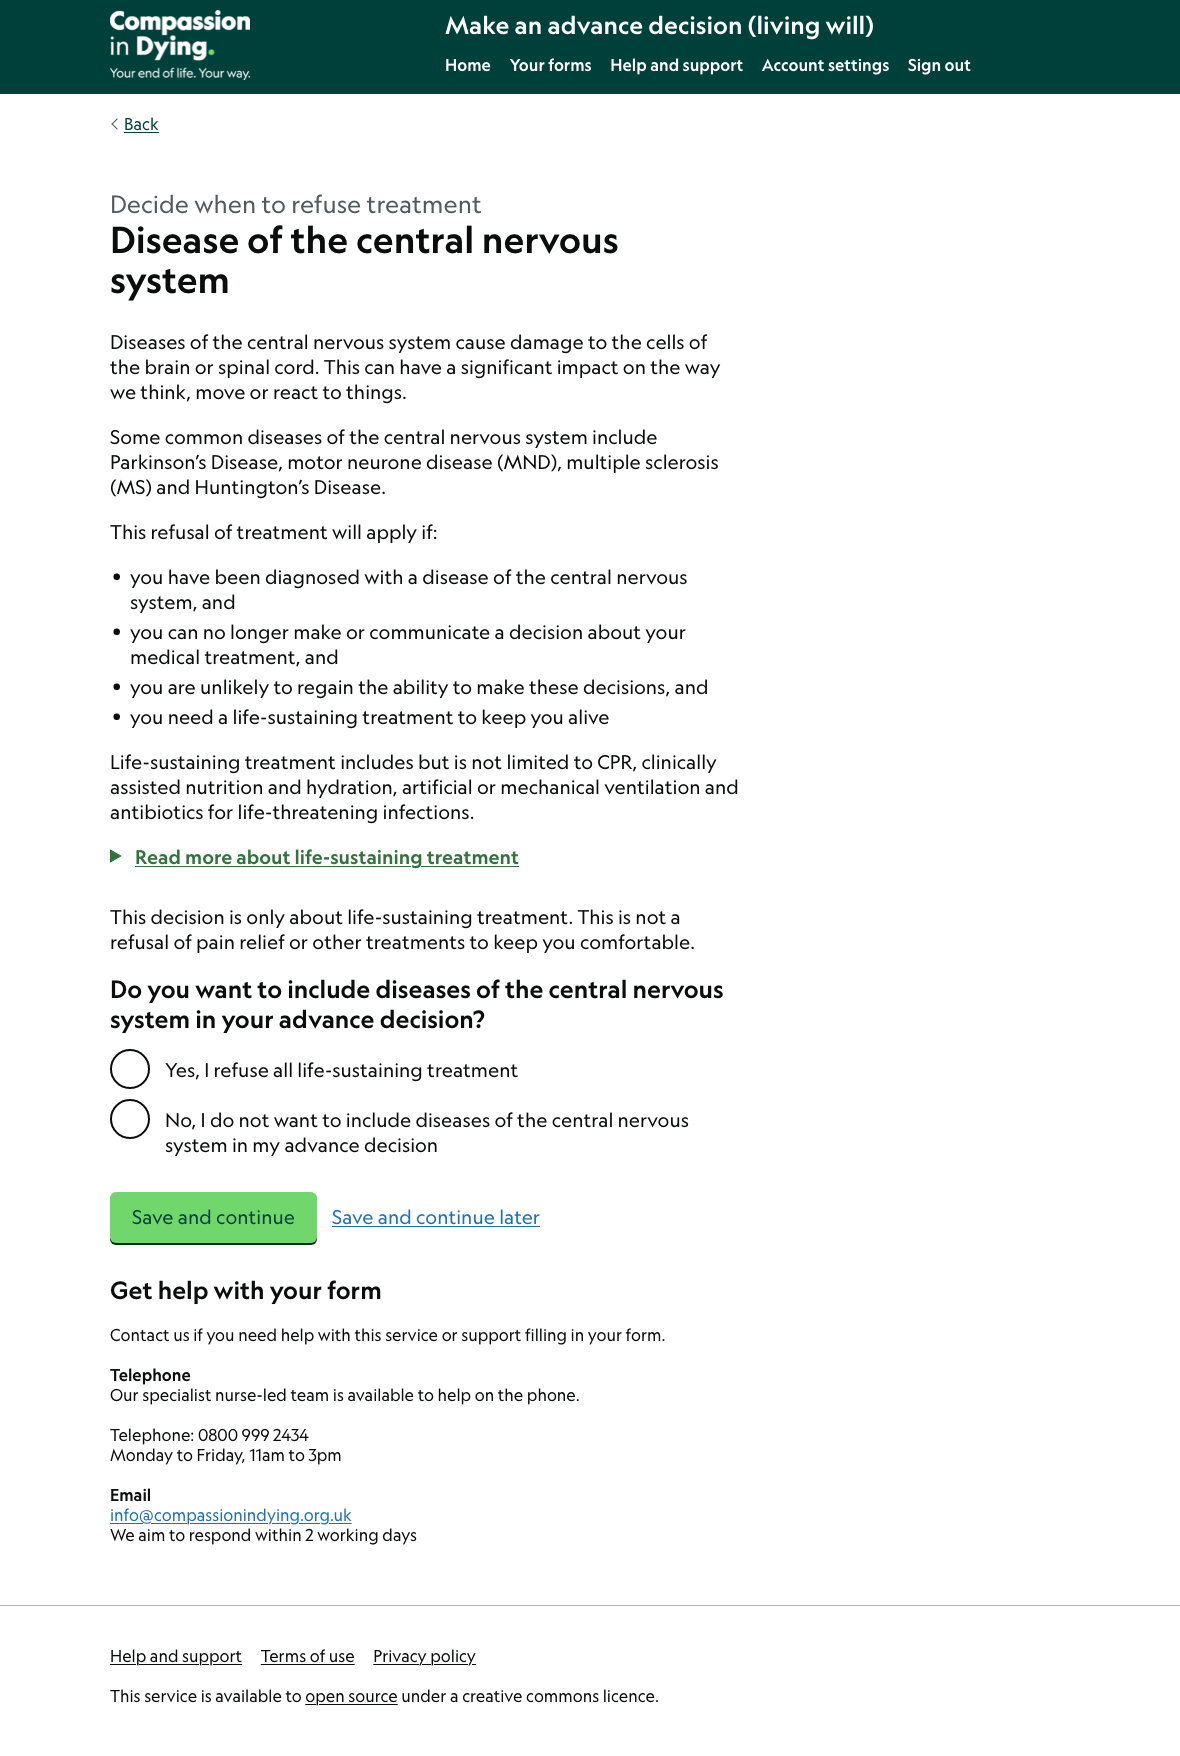 Compassion
in Dying.
Your end of life. Your way.
Make an advance decision (living will)
Home Your forms Help and support Account settings Sign out
Back
Decide when to refuse treatment
Disease of the central nervous
system
Diseases of the central nervous system cause damage to the cells of
the brain or spinal cord. This can have a significant impact on the way
we think, move or react to things.
Some common diseases of the central nervous system include
Parkinson’s Disease, motor neurone disease (MND), multiple sclerosis
(MS) and Huntington’s Disease.
This refusal of treatment will apply if:
• you have been diagnosed with a disease of the central nervous
system, and
• you can no longer make or communicate a decision about your
medical treatment, and
• you are unlikely to regain the ability to make these decisions, and
• you need a life-sustaining treatment to keep you alive
Life-sustaining treatment includes but is not limited to CPR, clinically
assisted nutrition and hydration, artificial or mechanical ventilation and
antibiotics for life-threatening infections.
Read more about life-sustaining treatment
This decision is only about life-sustaining treatment. This is not a
refusal of pain relief or other treatments to keep you comfortable.
Do you want to include diseases of the central nervous
system in your advance decision?
Yes, I refuse all life-sustaining treatment
No, I do not want to include diseases of the central nervous
system in my advance decision
Save and continue Save and continue later
Get help with your form
Contact us if you need help with this service or support filling in your form.
Telephone
Our specialist nurse-led team is available to help on the phone.
Telephone: 0800 999 2434
Monday to Friday, 11am to 3pm
Email
info@compassionindying.org.uk
We aim to respond within 2 working days
Help and support Terms of use Privacy policy
This service is available to open source under a creative commons licence.